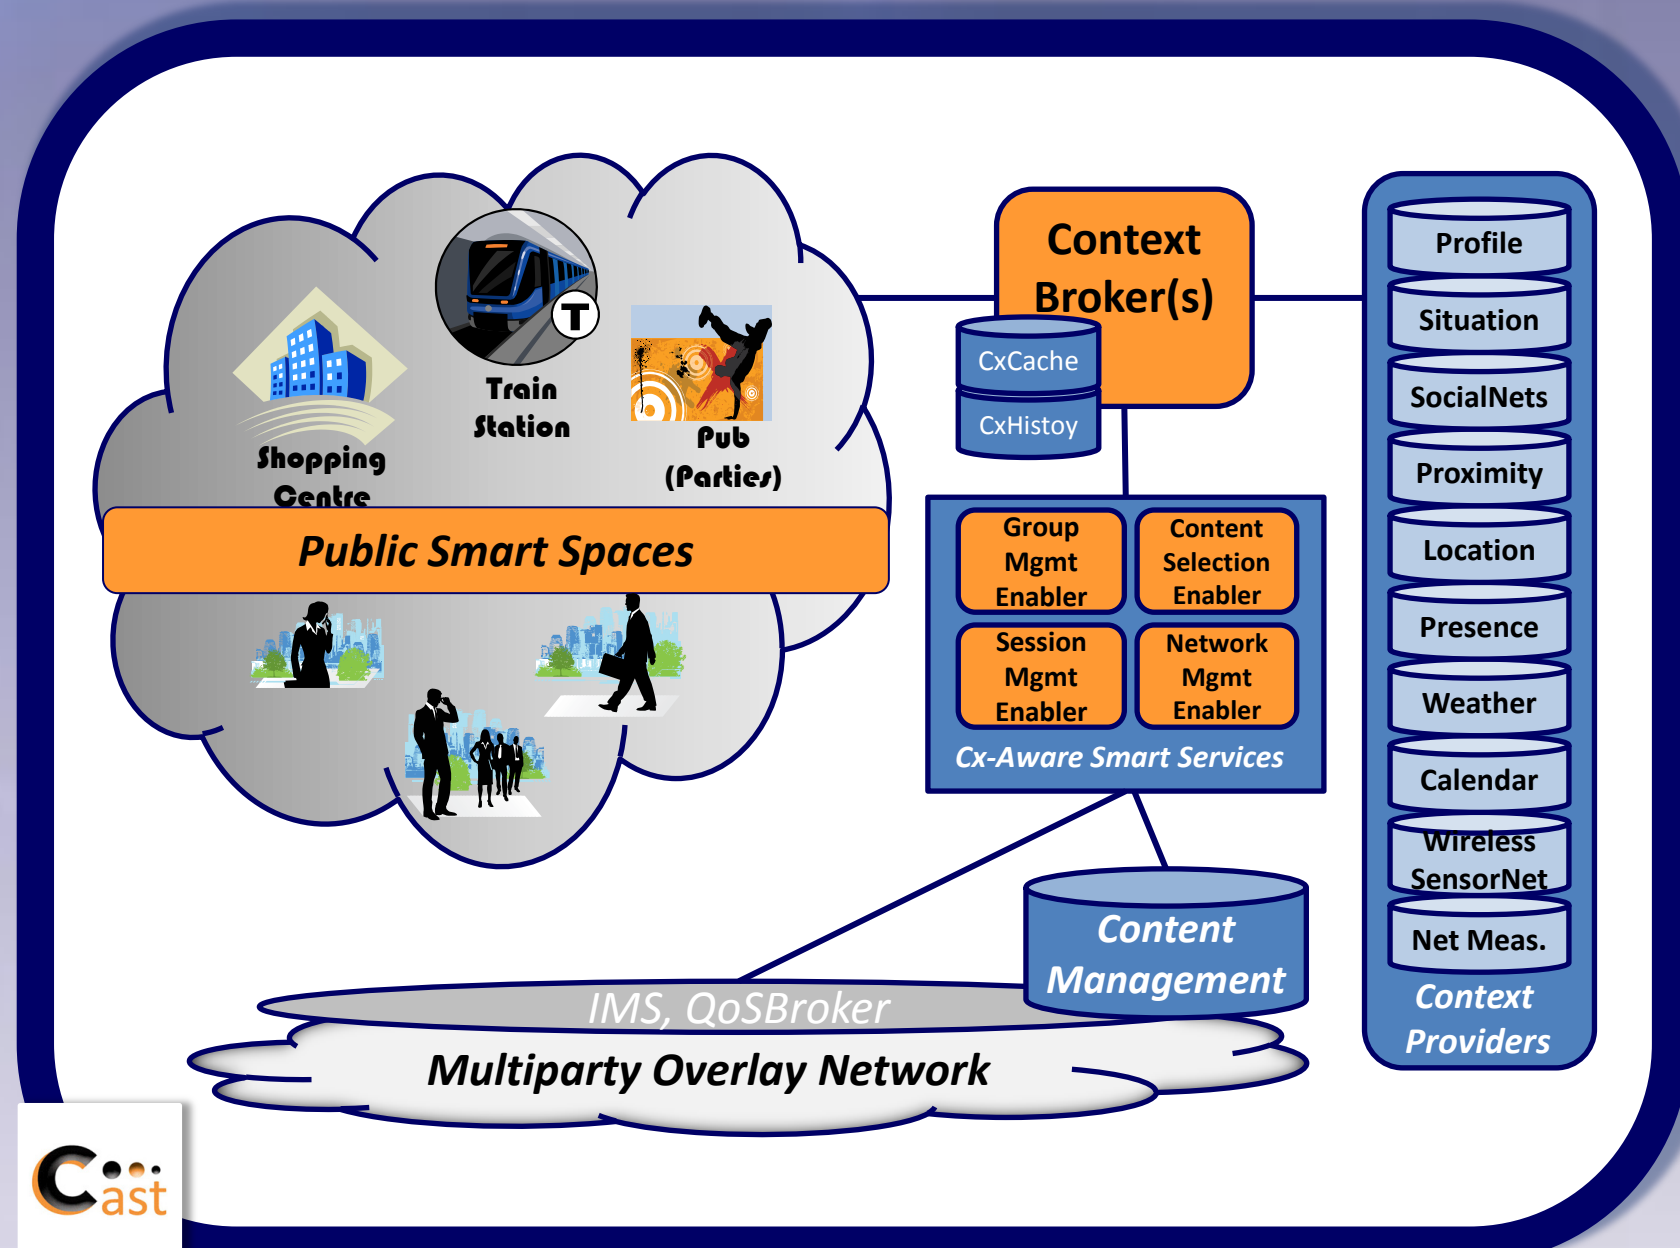 T
Train
Station
Shopping
Centre
Pub
(Parties)
Public Smart Spaces
Context
Broker(s)
CxCache
CxHistoy
Group
Mgmt
Enabler
Content
Selection
Enabler
Session
Mgmt
Enabler
Network
Mgmt
Enabler
Cx-Aware Smart Services
Content
Management
IMS, QoSBroker
Multiparty Overlay Network
Profile
Situation
SocialNets
Proximity
Location
Presence
Weather
Calendar
Wireless
SensorNet
Net Meas.
Context
Providers
Cast